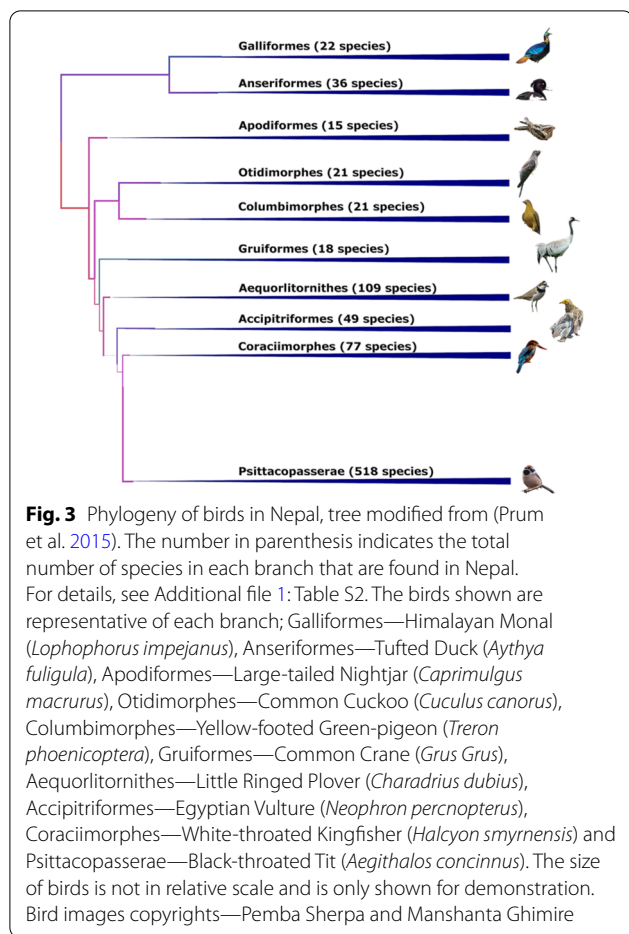 Galliformes (22 species)
Anseriformes (36 species)
Apodiformes (15 species)
Otidimorphes (21 species)
Columbimorphes (21 species)
Gruiformes (18 species)
Aequorlitornithes (109 species)
Accipitriformes (49 species)
Coraciimorphes (77 species)
Psittacopasserae (518 species)
Fig. 3 Phylogeny of birds in Nepal, tree modified from (Prum
et al. 2015). The number in parenthesis indicates the total
number of species in each branch that are found in Nepal.
For details, see Additional file 1: Table S2. The birds shown are
representative of each branch; Galliformes—Himalayan Monal
(Lophophorus impejanus), Anseriformes—Tufted Duck (Aythya
fuligula), Apodiformes—Large-tailed Nightjar (Caprimulgus
macrurus), Otidimorphes—Common Cuckoo (Cuculus canorus),
Columbimorphes—Yellow-footed Green-pigeon (Treron
phoenicoptera), Gruiformes—Common Crane (Grus Grus),
Aequorlitornithes—Little Ringed Plover (Charadrius dubius),
Accipitriformes—Egyptian Vulture (Neophron percnopterus),
Coraciimorphes—White-throated Kingfisher (Halcyon smyrnensis) and
Psittacopasserae—Black-throated Tit (Aegithalos concinnus). The size
of birds is not in relative scale and is only shown for demonstration.
Bird images copyrights—Pemba Sherpa and Manshanta Ghimire